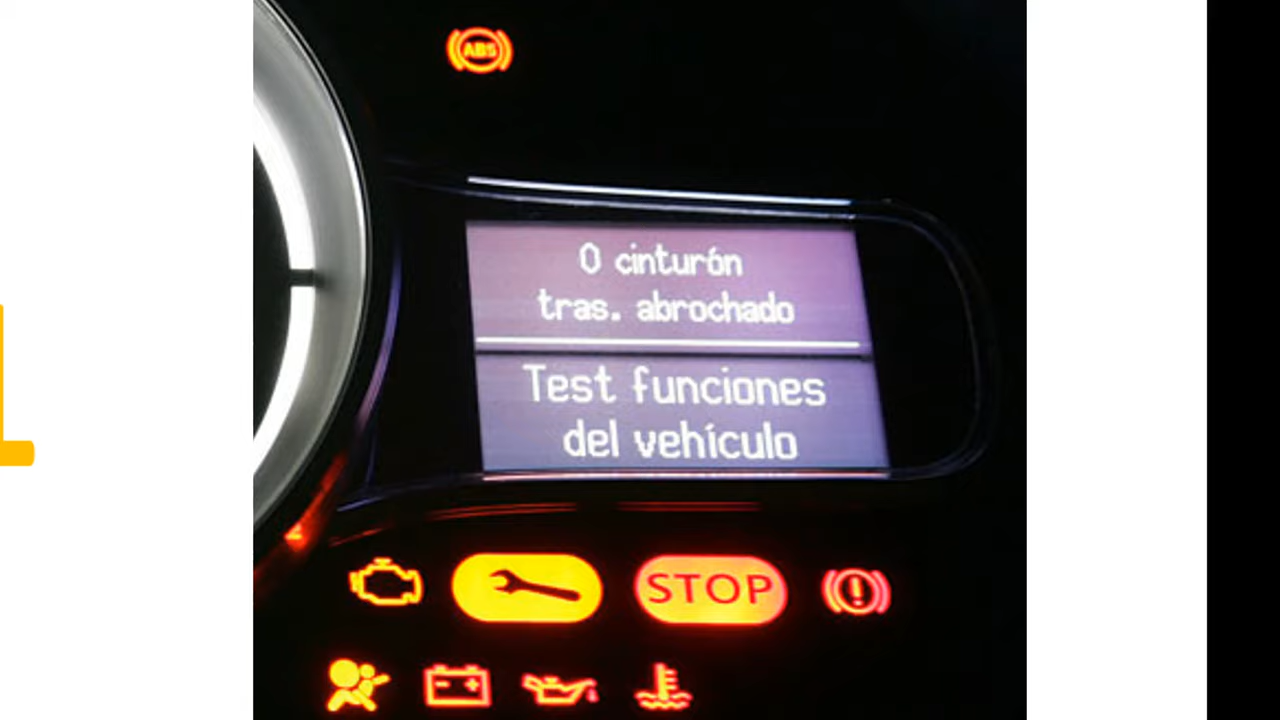 ABS
0 cinturón
tras. abrochado
Test funciones
del vehículo
STOP